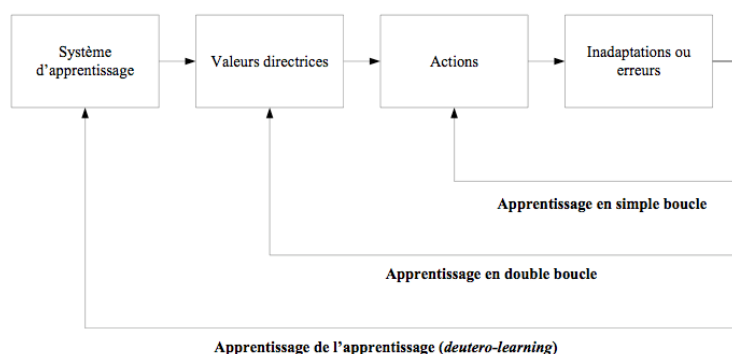 Système
d'apprentissage
Valeurs directrices
Actions
Inadaptations ou
erreurs
Apprentissage en simple boucle
Apprentissage en double boucle
Apprentissage de l'apprentissage (deutero-learning)